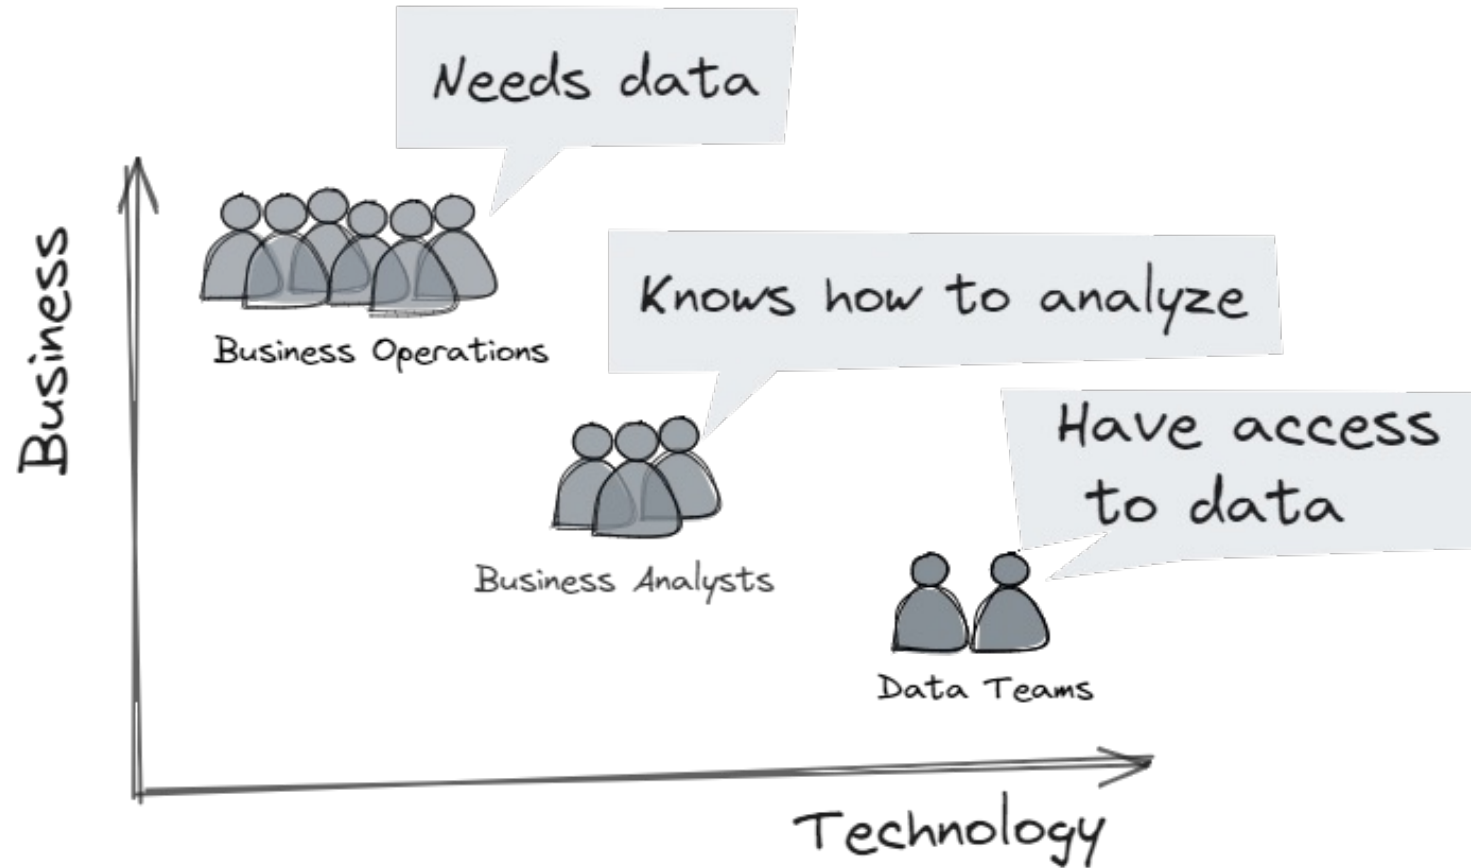 Needs data
Business
Business Operations
Knows how to analyze
Have access
to data
Business Analysts
Data Teams
Technology